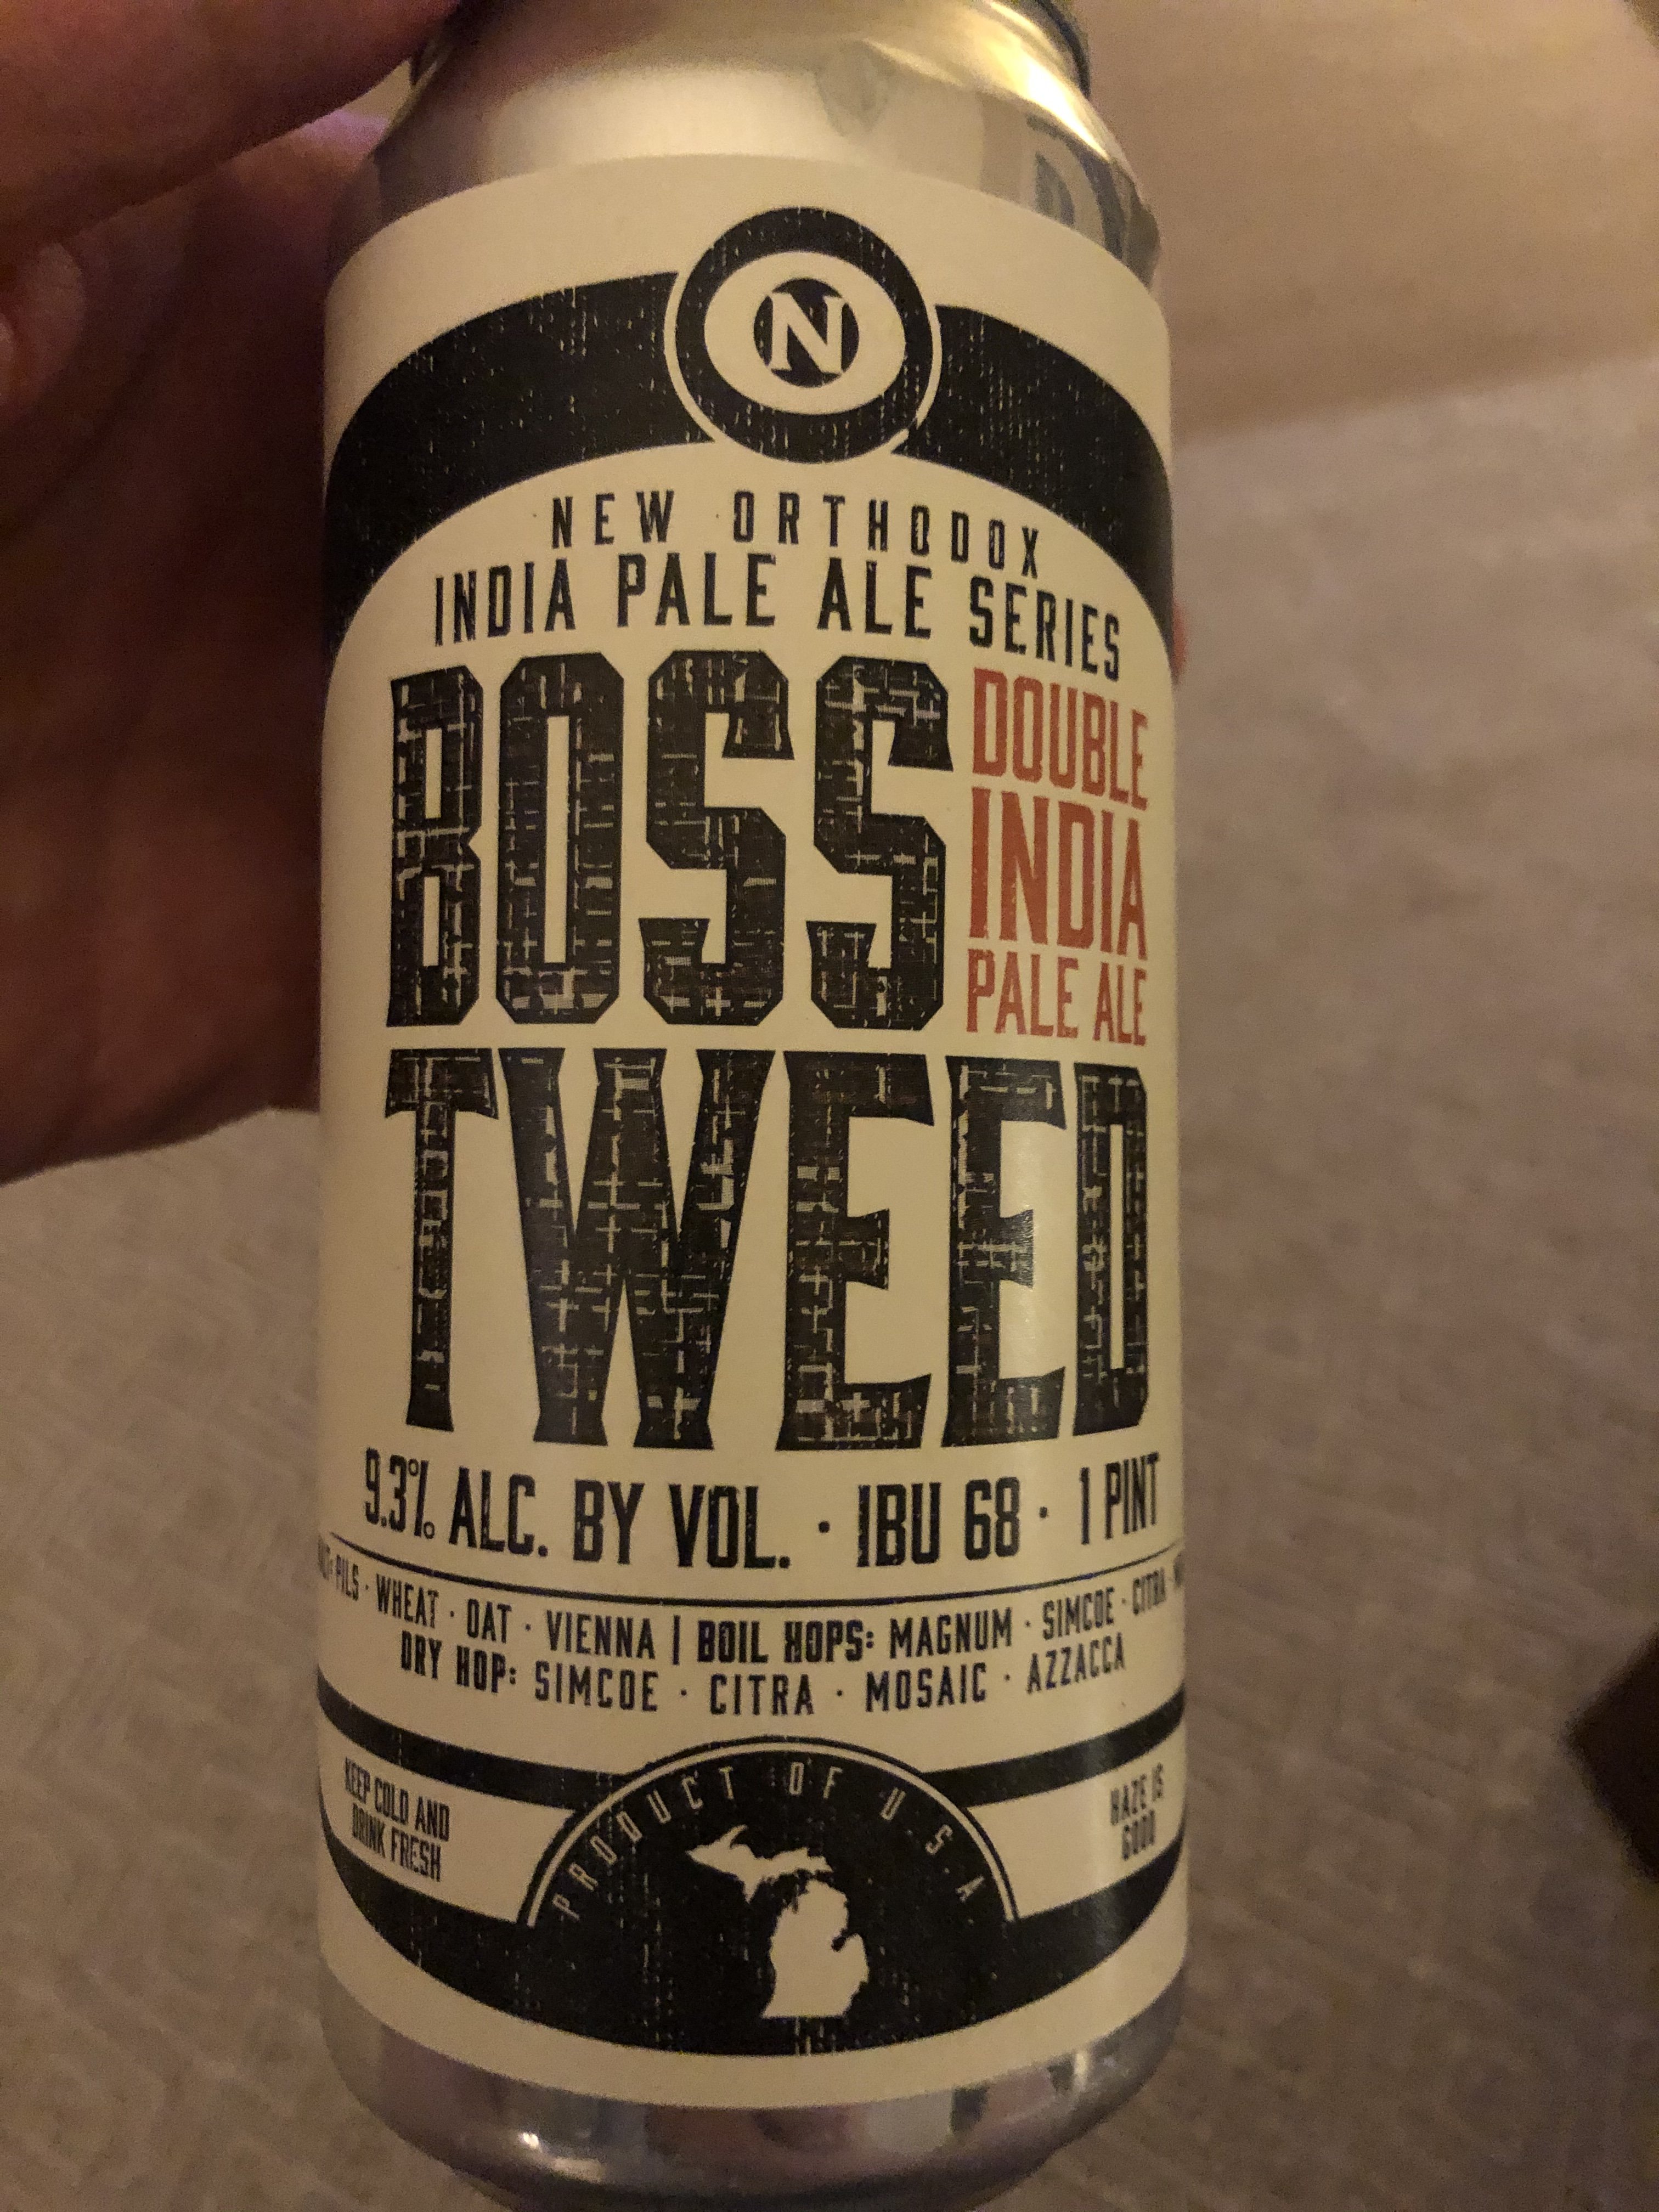 N
NEW ORTHODOX
INDIA PALE ALE SERIES
BOSS
DOUBLE
INDIA
PALE ALE
TWEED
9.3% ALC. BY VOL. · IBU 68 · 1 PINT
PILS · WHEAT · OAT · VIENNA | BOIL HOPS: MAGNUM · SIMCOE · CITRA ·
DRY HOP: SIMCOE · CITRA · MOSAIC · AZZACCA
KEEP COLD AND
DRINK FRESH
PRODUCT OF U.S.A
HAZE IS
GOOD